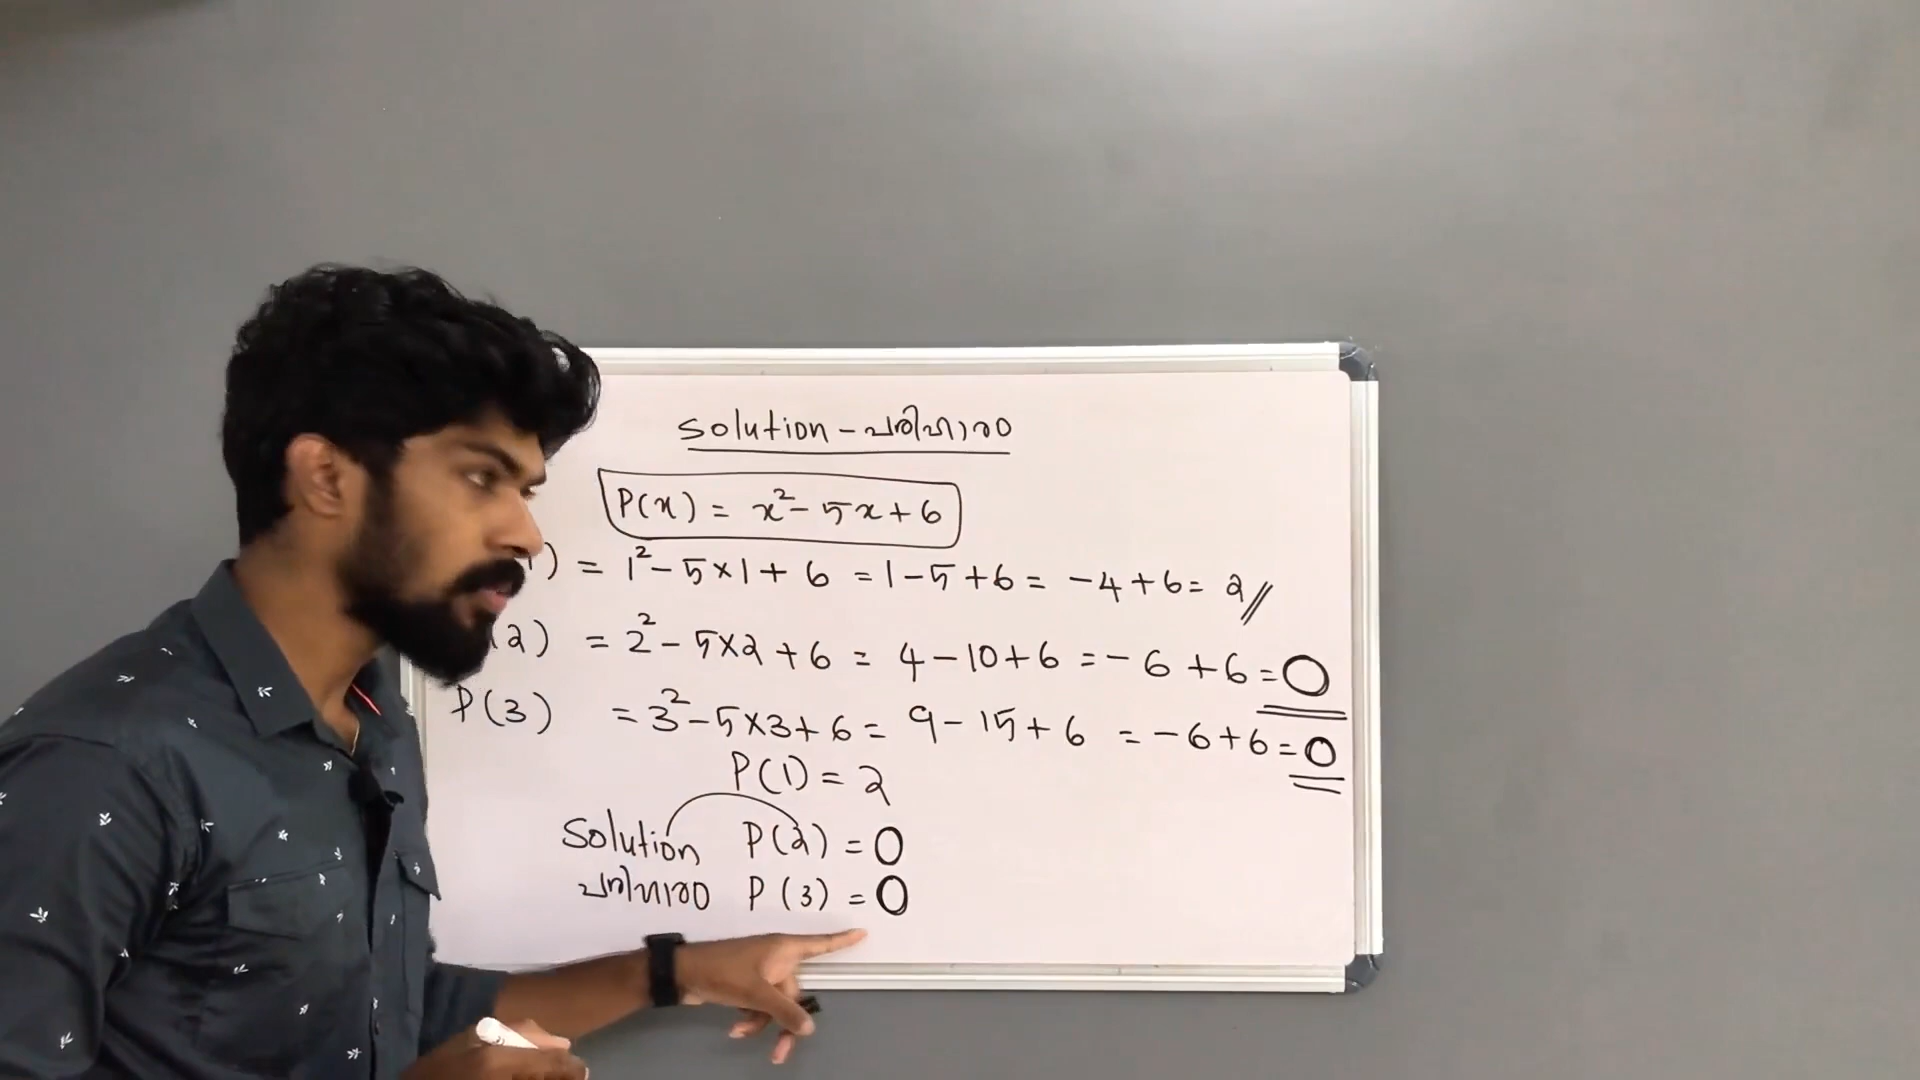 Solution - പരിഹാരം
P(x) = x² - 5x + 6
1) = 1² - 5×1 + 6 = 1 - 5 + 6 = -4 + 6 = 2//
(2) = 2² - 5×2 + 6 = 4 - 10 + 6 = -6 + 6 = 0
P(3) = 3² - 5×3 + 6 = 9 - 15 + 6 = -6 + 6 = 0
P(1) = 2
Solution P(2) = 0
പരിഹാരം P(3) = 0